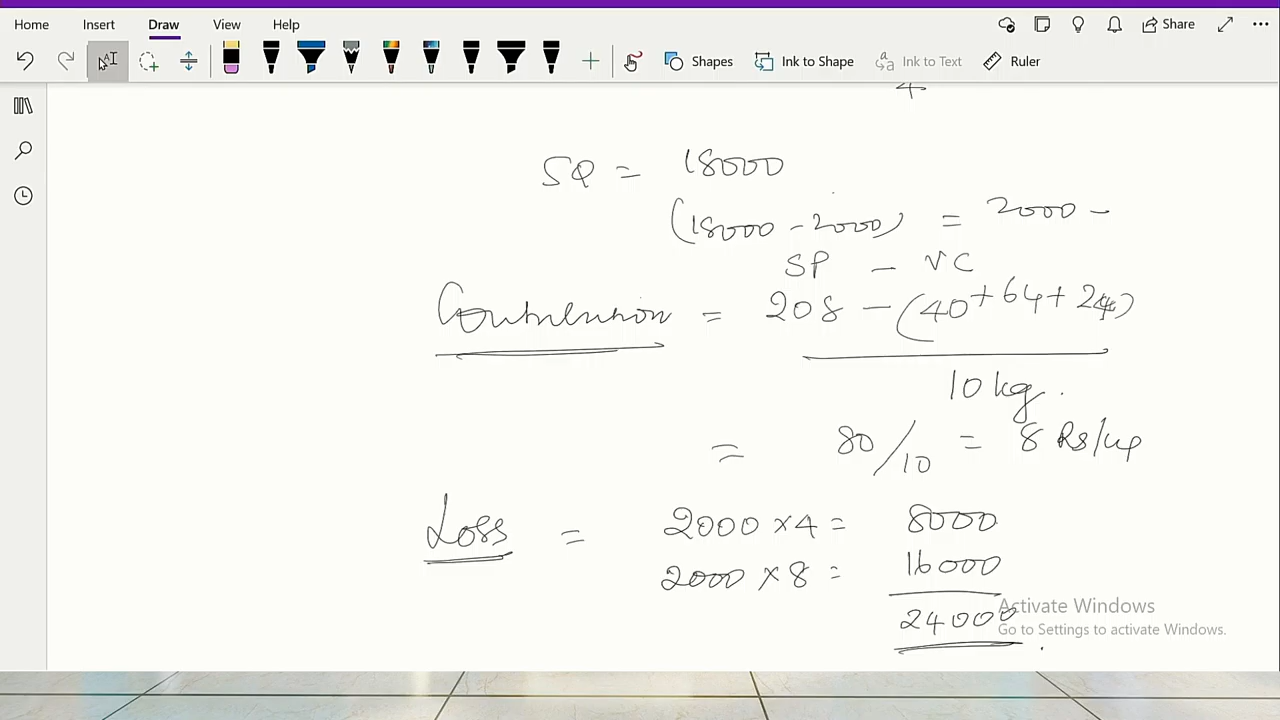 Home Insert Draw View Help Share
Shapes Ink to Shape Ink to Text Ruler
4
SQ = 18000
(18000 - 2000) = 2000 -
SP - VC
Contribution = 208 - (40 + 64 + 24)
10 kg.
= 80/10 = 8 Rs/kg
Loss = 2000 x 4 = 8000
2000 x 8 = 16000
24000
Activate Windows
Go to Settings to activate Windows.